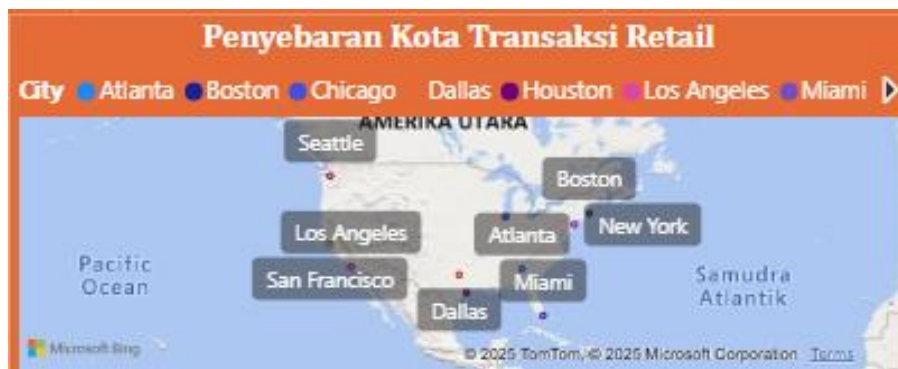 Penyebaran Kota Transaksi Retail
City Atlanta Boston Chicago Dallas Houston Los Angeles Miami
AMERIKA UTARA
Seattle
Boston
Los Angeles
Atlanta
New York
Pacific
Ocean
San Francisco
Miami
Samudra
Atlantik
Dallas
Microsoft Bing
© 2025 TomTom, © 2025 Microsoft Corporation Terms